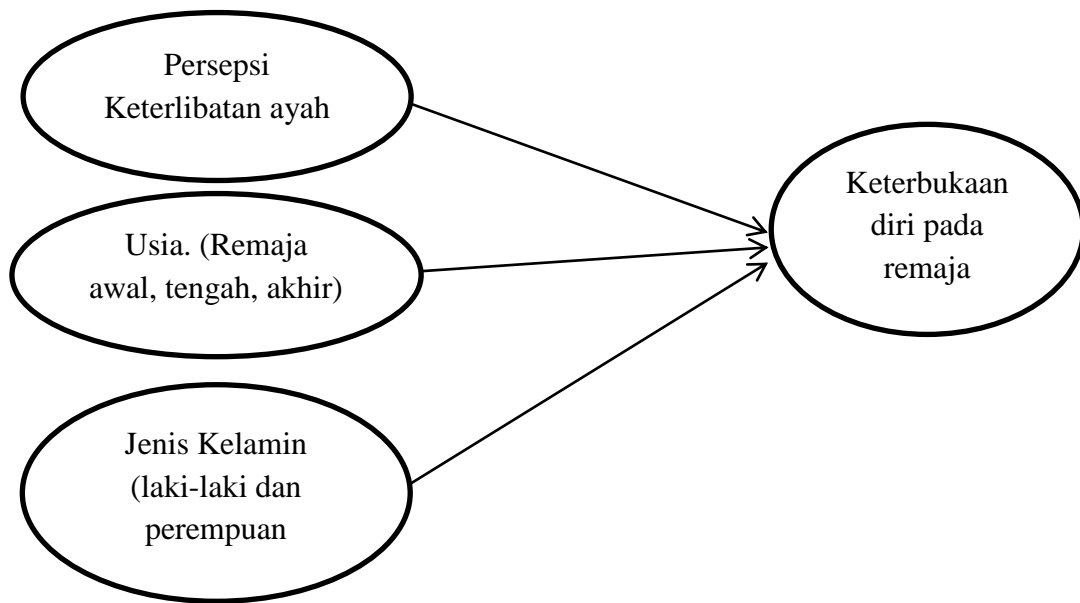 Persepsi
Keterlibatan ayah
Usia. (Remaja
awal, tengah, akhir)
Jenis Kelamin
(laki-laki dan
perempuan
Keterbukaan
diri pada
remaja